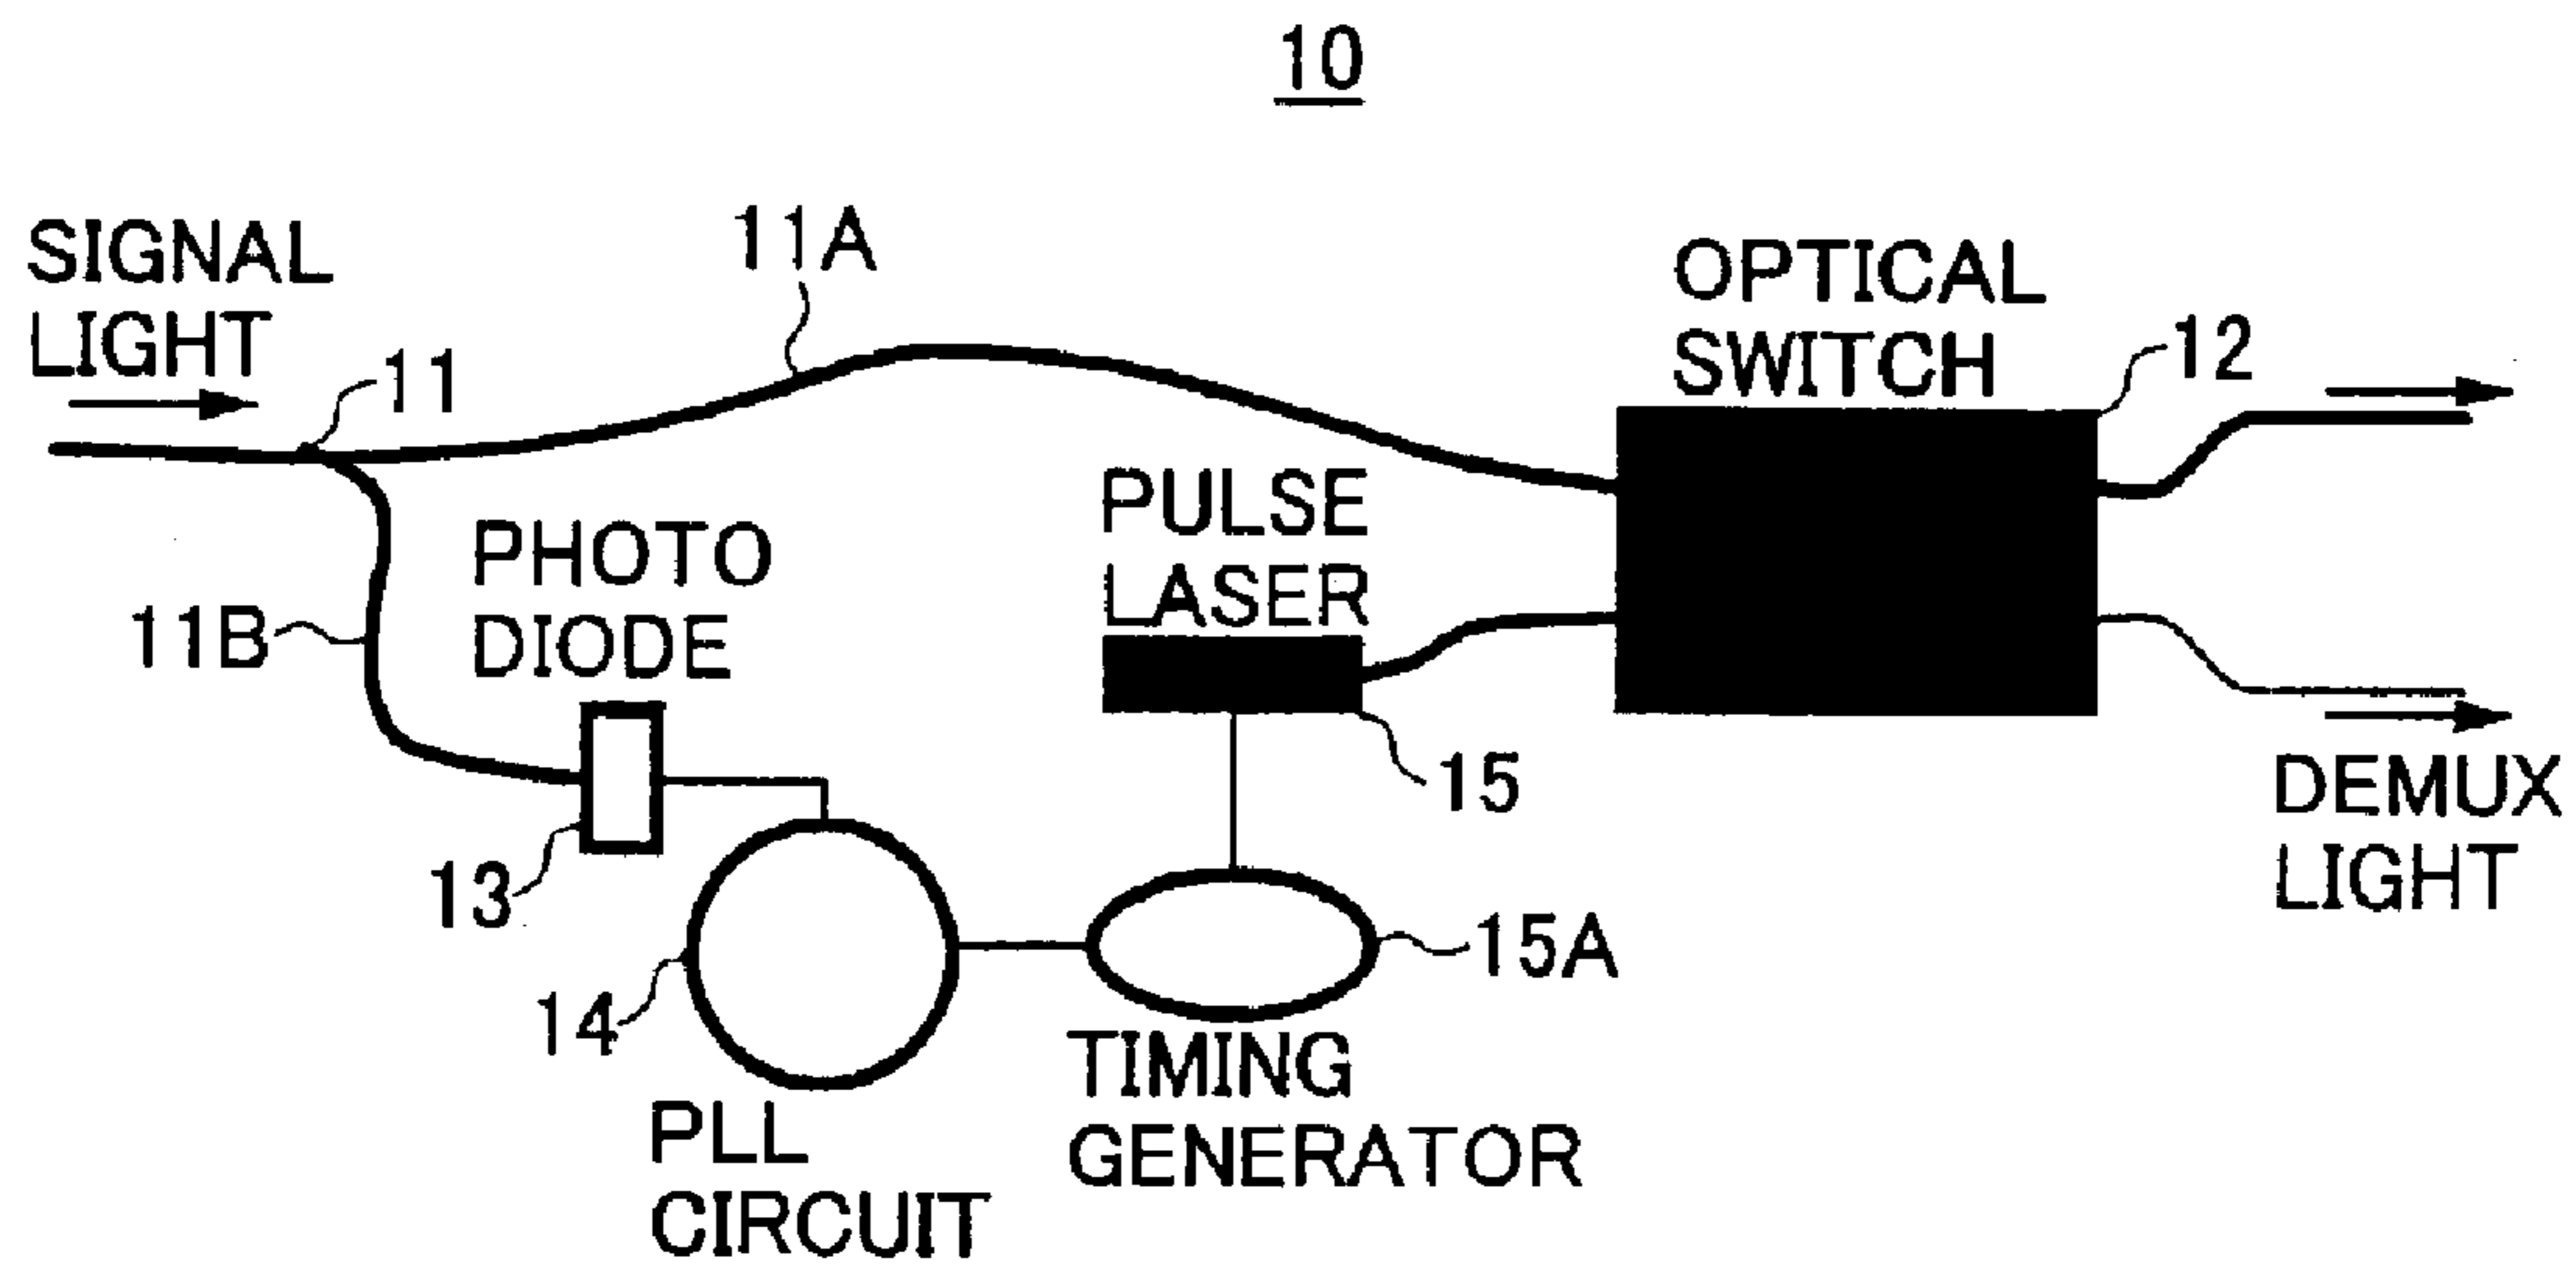 10
SIGNAL
LIGHT
11
11A
OPTICAL
SWITCH
12
PULSE
LASER
PHOTO
DIODE
11B
15
DEMUX
LIGHT
13
15A
14
TIMING
GENERATOR
PLL
CIRCUIT